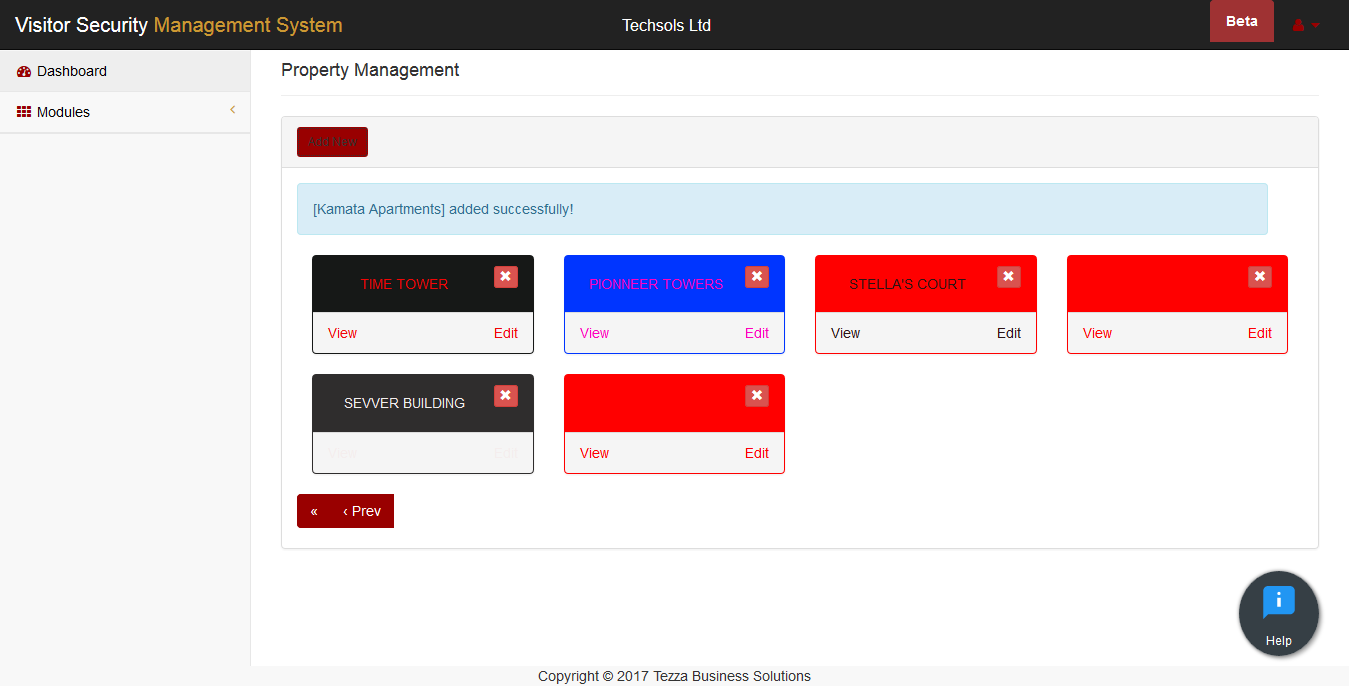 Visitor Security Management System
Techsols Ltd
Beta
Dashboard
Modules
Property Management
Add New
[Kamata Apartments] added successfully!
TIME TOWER
View Edit
PIONNEER TOWERS
View Edit
STELLA'S COURT
View Edit
View Edit
SEVVER BUILDING
View Edit
View Edit
« ‹ Prev
Help
Copyright © 2017 Tezza Business Solutions